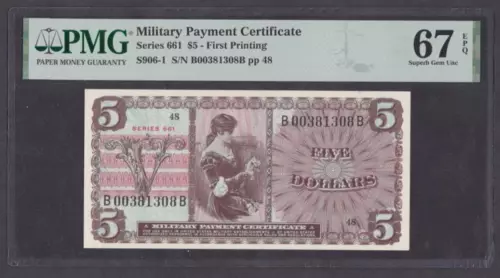 PMG
PAPER MONEY GUARANTY
Military Payment Certificate
Series 661 $5 - First Printing
S906-1 S/N B00381308B pp 48
67 EPQ
Superb Gem Unc
5
48
SERIES 661
B00381308B
5
B00381308B
FIVE
DOLLARS
48
5
MILITARY PAYMENT CERTIFICATE
5